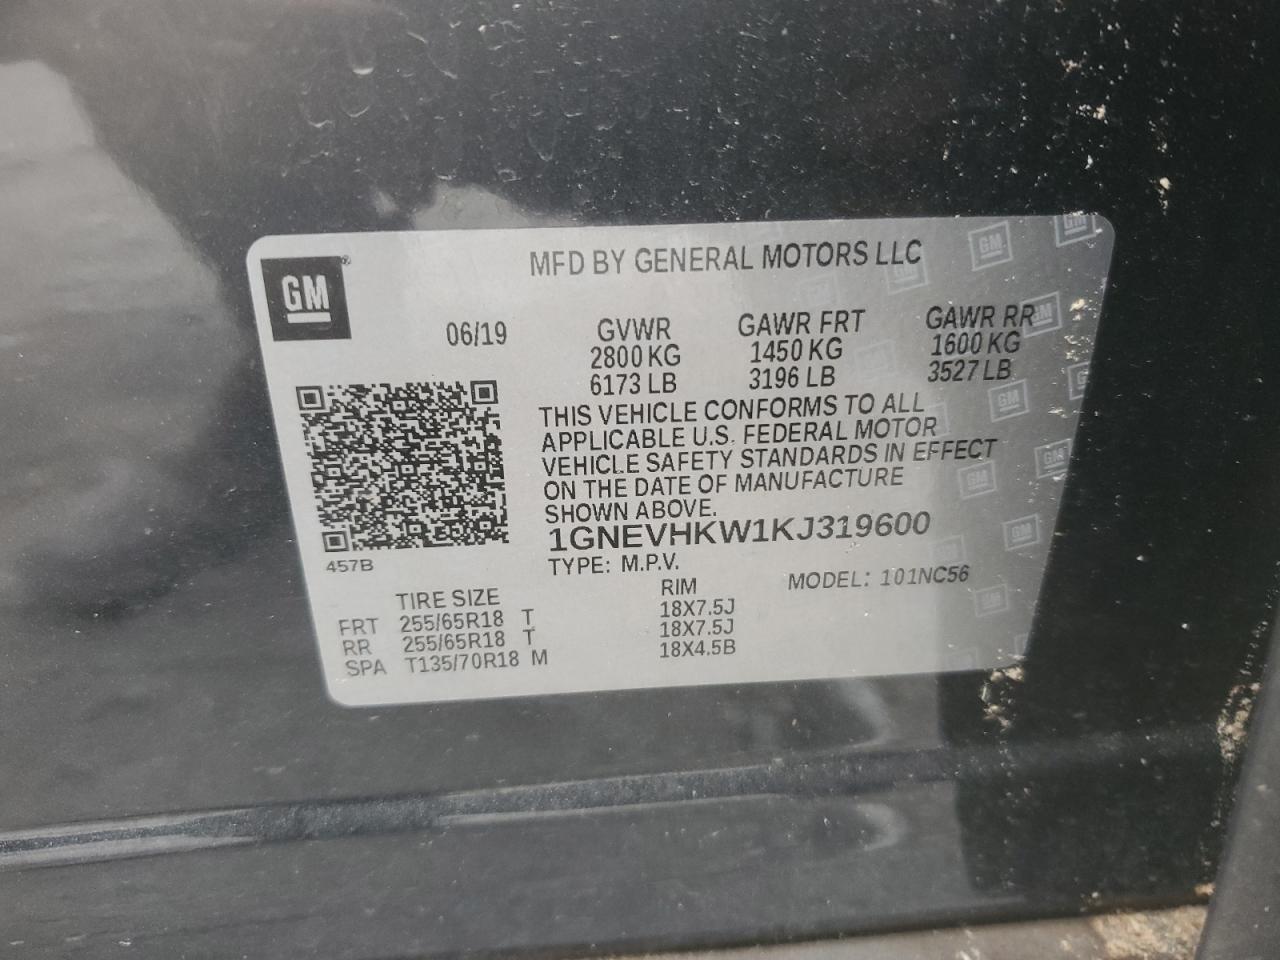 MFD BY GENERAL MOTORS LLC
GM
06/19 GVWR GAWR FRT GAWR RR
2800 KG 1450 KG 1600 KG
6173 LB 3196 LB 3527 LB
THIS VEHICLE CONFORMS TO ALL
APPLICABLE U.S. FEDERAL MOTOR
VEHICLE SAFETY STANDARDS IN EFFECT
ON THE DATE OF MANUFACTURE
SHOWN ABOVE.
1GNEVHKW1KJ319600
457B
TYPE: M.P.V.
MODEL: 101NC56
TIRE SIZE RIM
FRT 255/65R18 T 18X7.5J
RR 255/65R18 T 18X7.5J
SPA T135/70R18 M 18X4.5B